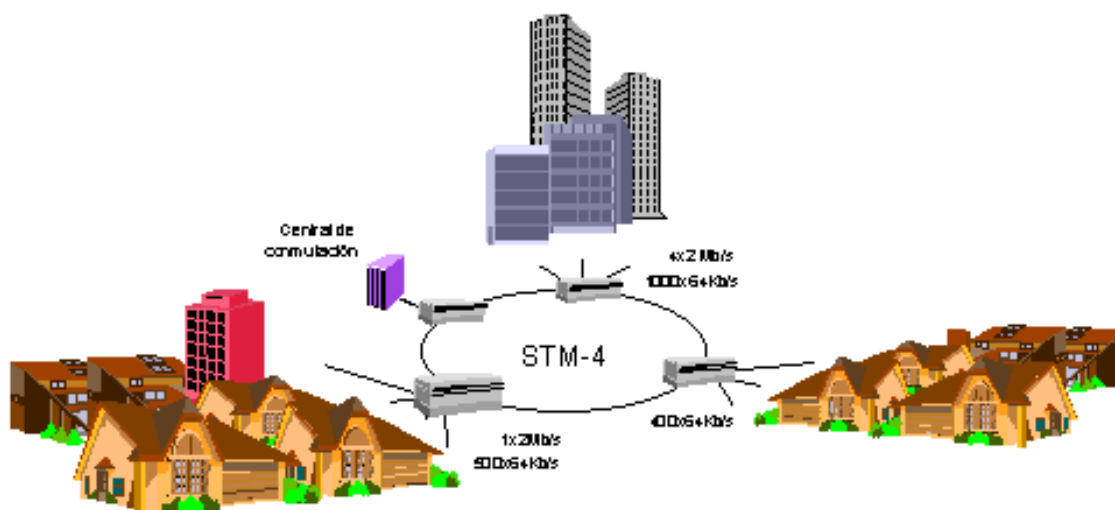 Central de
conmutación
4x2 Mb/s
1000x64Kb/s
STM-4
400x64Kb/s
1x2Mb/s
500x64Kb/s